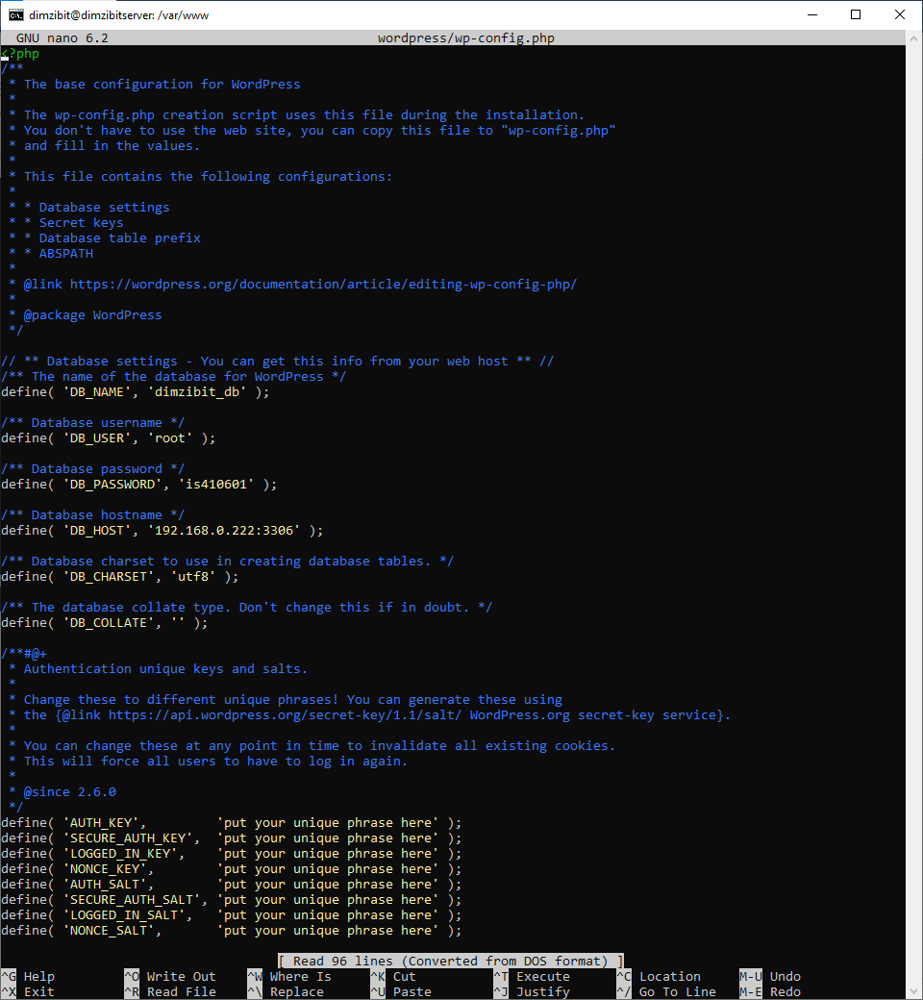 dimzibit@dimzibitserver: /var/www
GNU nano 6.2 wordpress/wp-config.php
<?php
/**
 * The base configuration for WordPress
 *
 * The wp-config.php creation script uses this file during the installation.
 * You don't have to use the web site, you can copy this file to "wp-config.php"
 * and fill in the values.
 *
 * This file contains the following configurations:
 *
 * * Database settings
 * * Secret keys
 * * Database table prefix
 * * ABSPATH
 *
 * @link https://wordpress.org/documentation/article/editing-wp-config-php/
 *
 * @package WordPress
 */

// ** Database settings - You can get this info from your web host ** //
/** The name of the database for WordPress */
define( 'DB_NAME', 'dimzibit_db' );

/** Database username */
define( 'DB_USER', 'root' );

/** Database password */
define( 'DB_PASSWORD', 'is410601' );

/** Database hostname */
define( 'DB_HOST', '192.168.0.222:3306' );

/** Database charset to use in creating database tables. */
define( 'DB_CHARSET', 'utf8' );

/** The database collate type. Don't change this if in doubt. */
define( 'DB_COLLATE', '' );

/**#@+
 * Authentication unique keys and salts.
 *
 * Change these to different unique phrases! You can generate these using
 * the {@link https://api.wordpress.org/secret-key/1.1/salt/ WordPress.org secret-key service}.
 *
 * You can change these at any point in time to invalidate all existing cookies.
 * This will force all users to have to log in again.
 *
 * @since 2.6.0
 */
define( 'AUTH_KEY',         'put your unique phrase here' );
define( 'SECURE_AUTH_KEY',  'put your unique phrase here' );
define( 'LOGGED_IN_KEY',    'put your unique phrase here' );
define( 'NONCE_KEY',        'put your unique phrase here' );
define( 'AUTH_SALT',        'put your unique phrase here' );
define( 'SECURE_AUTH_SALT', 'put your unique phrase here' );
define( 'LOGGED_IN_SALT',   'put your unique phrase here' );
define( 'NONCE_SALT',       'put your unique phrase here' );
[ Read 96 lines (Converted from DOS format) ]
^G Help ^O Write Out ^W Where Is ^K Cut ^T Execute ^C Location M-U Undo
^X Exit ^R Read File ^\ Replace ^U Paste ^J Justify ^/ Go To Line M-E Redo